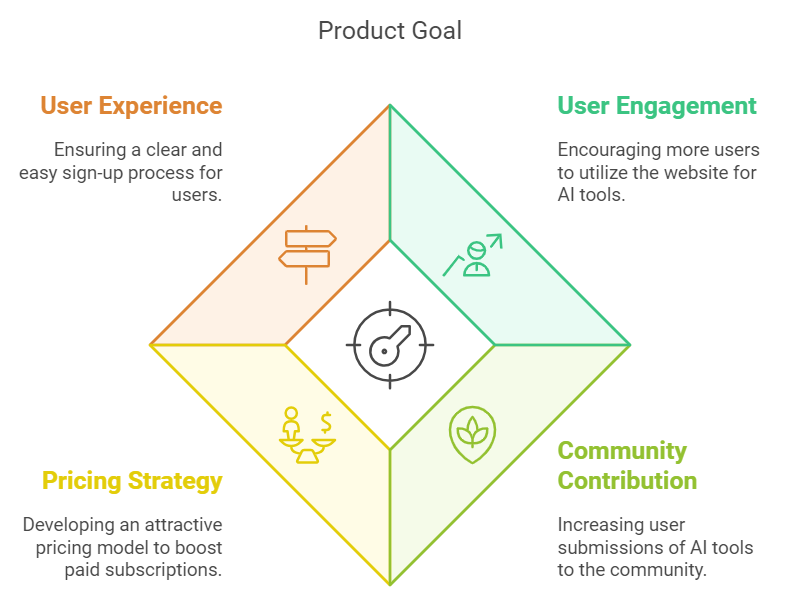 Product Goal
User Experience
Ensuring a clear and
easy sign-up process for
users.
User Engagement
Encouraging more users
to utilize the website for
AI tools.
$
Pricing Strategy
Developing an attractive
pricing model to boost
paid subscriptions.
Community
Contribution
Increasing user
submissions of AI tools
to the community.